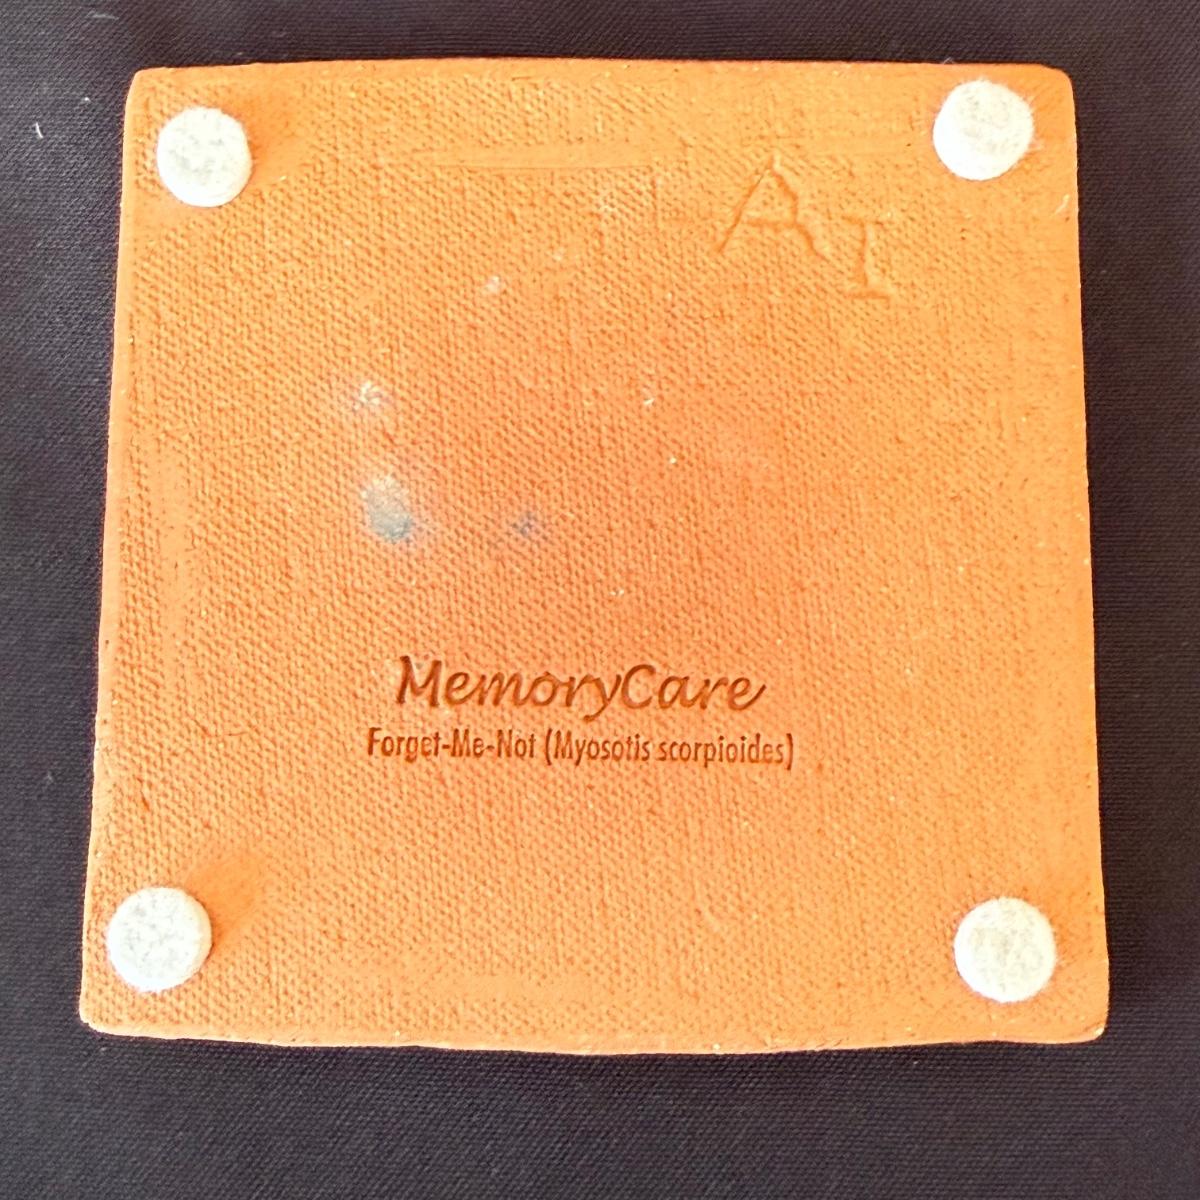 AI
MemoryCare
Forget-Me-Not (Myosotis scorpioides)